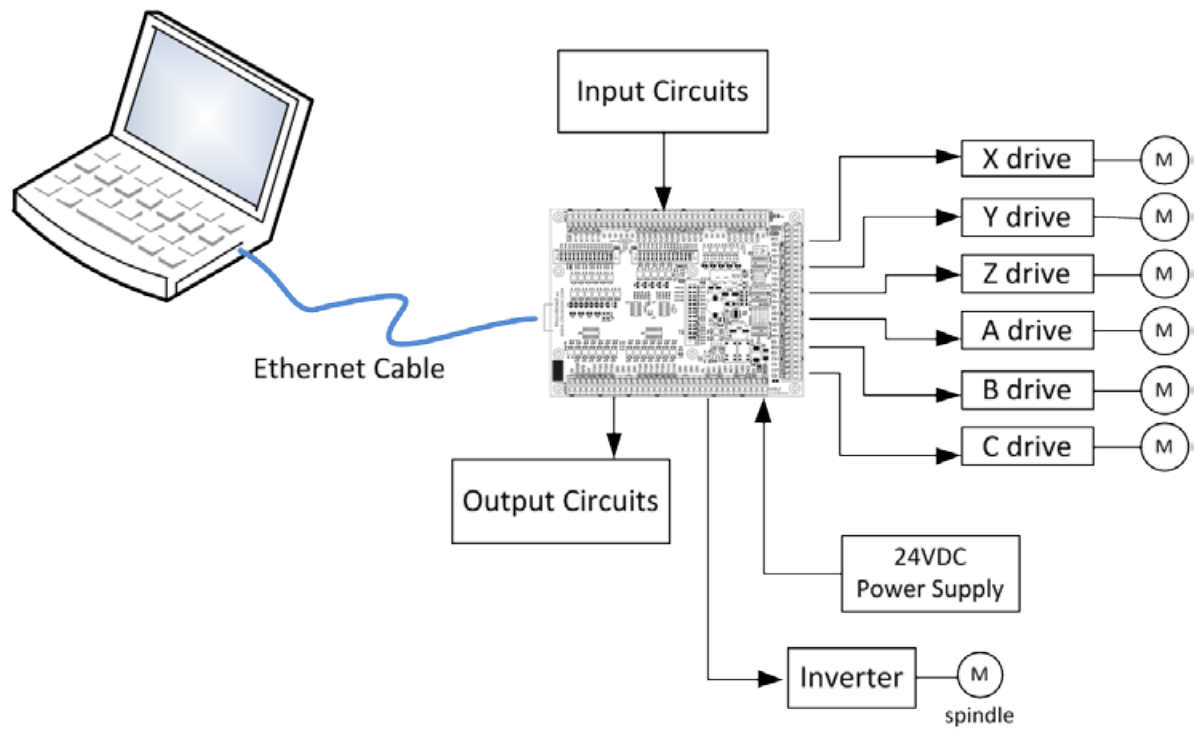 Input Circuits
X drive
M
Y drive
M
Z drive
M
A drive
M
Ethernet Cable
B drive
M
C drive
M
Output Circuits
24VDC
Power Supply
Inverter
M
spindle